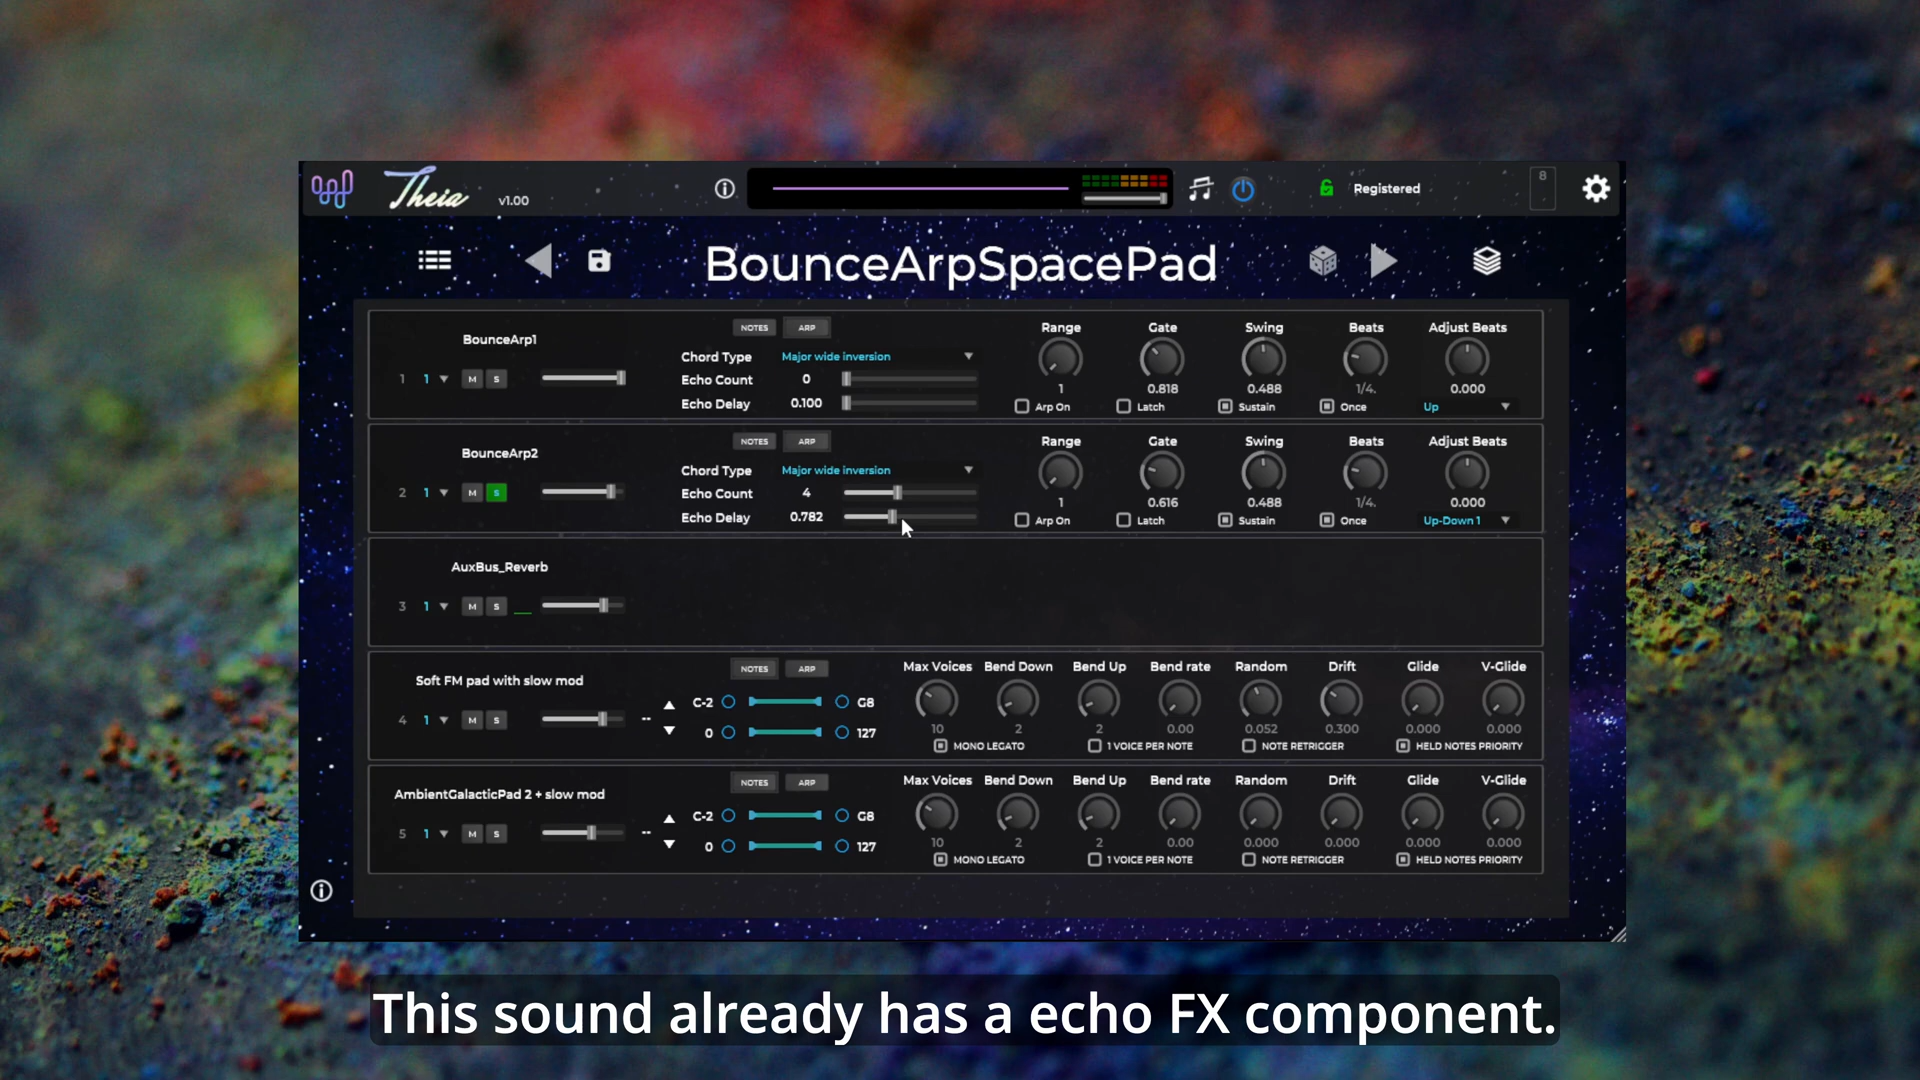 Theia v1.00 Registered 8
BounceArpSpacePad
BounceArp1
1 1 M S
NOTES ARP
Chord Type Major wide inversion
Echo Count 0
Echo Delay 0.100
Range Gate Swing Beats Adjust Beats
1 0.818 0.488 1/4. 0.000
Arp On Latch Sustain Once Up
BounceArp2
2 1 M S
NOTES ARP
Chord Type Major wide inversion
Echo Count 4
Echo Delay 0.782
Range Gate Swing Beats Adjust Beats
1 0.616 0.488 1/4. 0.000
Arp On Latch Sustain Once Up-Down 1
AuxBus_Reverb
3 1 M S
Soft FM pad with slow mod
4 1 M S --
NOTES ARP
C-2 G8
0 127
Max Voices Bend Down Bend Up Bend rate Random Drift Glide V-Glide
10 2 2 0.00 0.052 0.300 0.000 0.000
MONO LEGATO 1 VOICE PER NOTE NOTE RETRIGGER HELD NOTES PRIORITY
AmbientGalacticPad 2 + slow mod
5 1 M S --
NOTES ARP
C-2 G8
0 127
Max Voices Bend Down Bend Up Bend rate Random Drift Glide V-Glide
10 2 2 0.00 0.000 0.000 0.000 0.000
MONO LEGATO 1 VOICE PER NOTE NOTE RETRIGGER HELD NOTES PRIORITY
This sound already has a echo FX component.